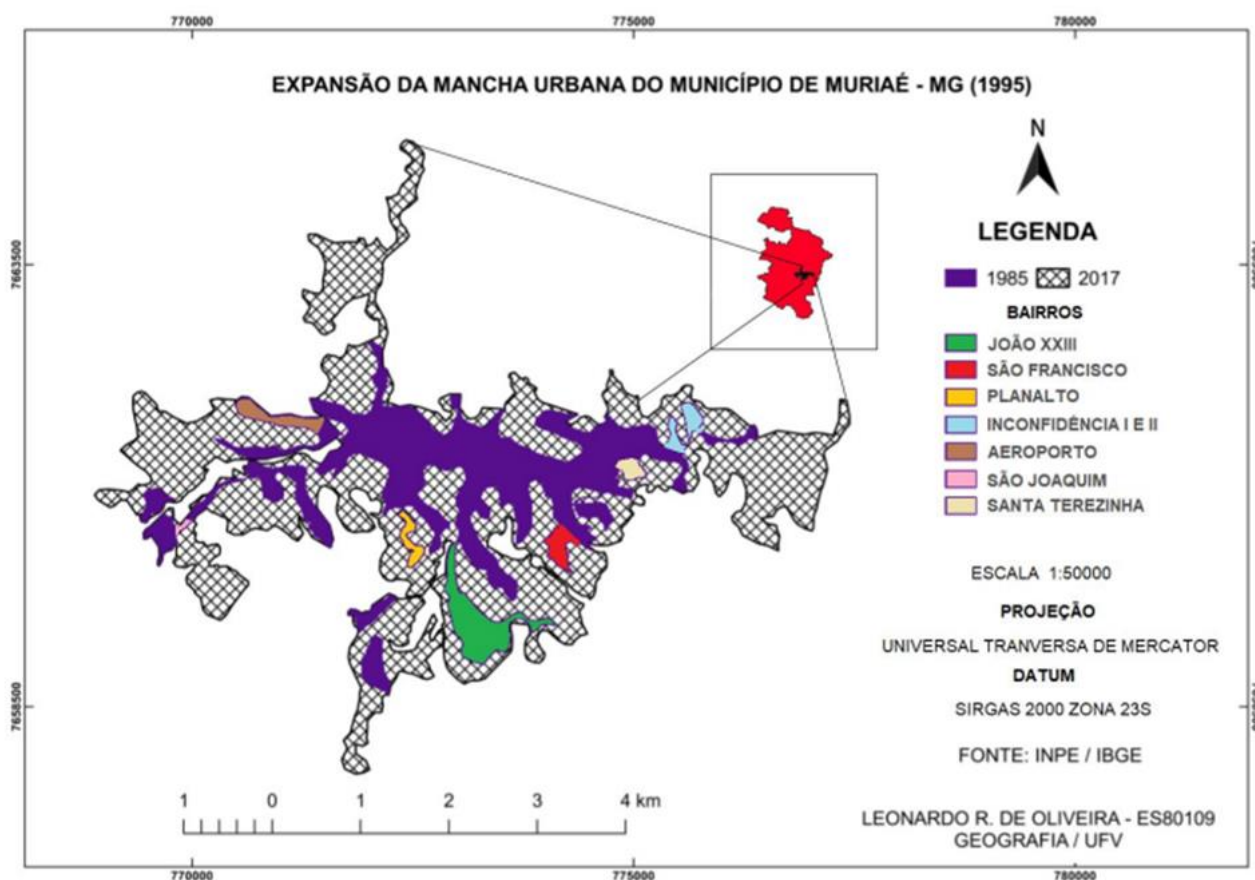 770000
775000
780000
EXPANSÃO DA MANCHA URBANA DO MUNICÍPIO DE MURIAÉ - MG (1995)
N
7663500
LEGENDA
1985
2017
BAIRROS
JOÃO XXIII
SÃO FRANCISCO
PLANALTO
INCONFIDÊNCIA I E II
AEROPORTO
SÃO JOAQUIM
SANTA TEREZINHA
ESCALA 1:50000
PROJEÇÃO
UNIVERSAL TRANVERSA DE MERCATOR
DATUM
SIRGAS 2000 ZONA 23S
7658500
FONTE: INPE / IBGE
1 0 1 2 3 4 km
LEONARDO R. DE OLIVEIRA - ES80109
GEOGRAFIA / UFV
770000
775000
780000